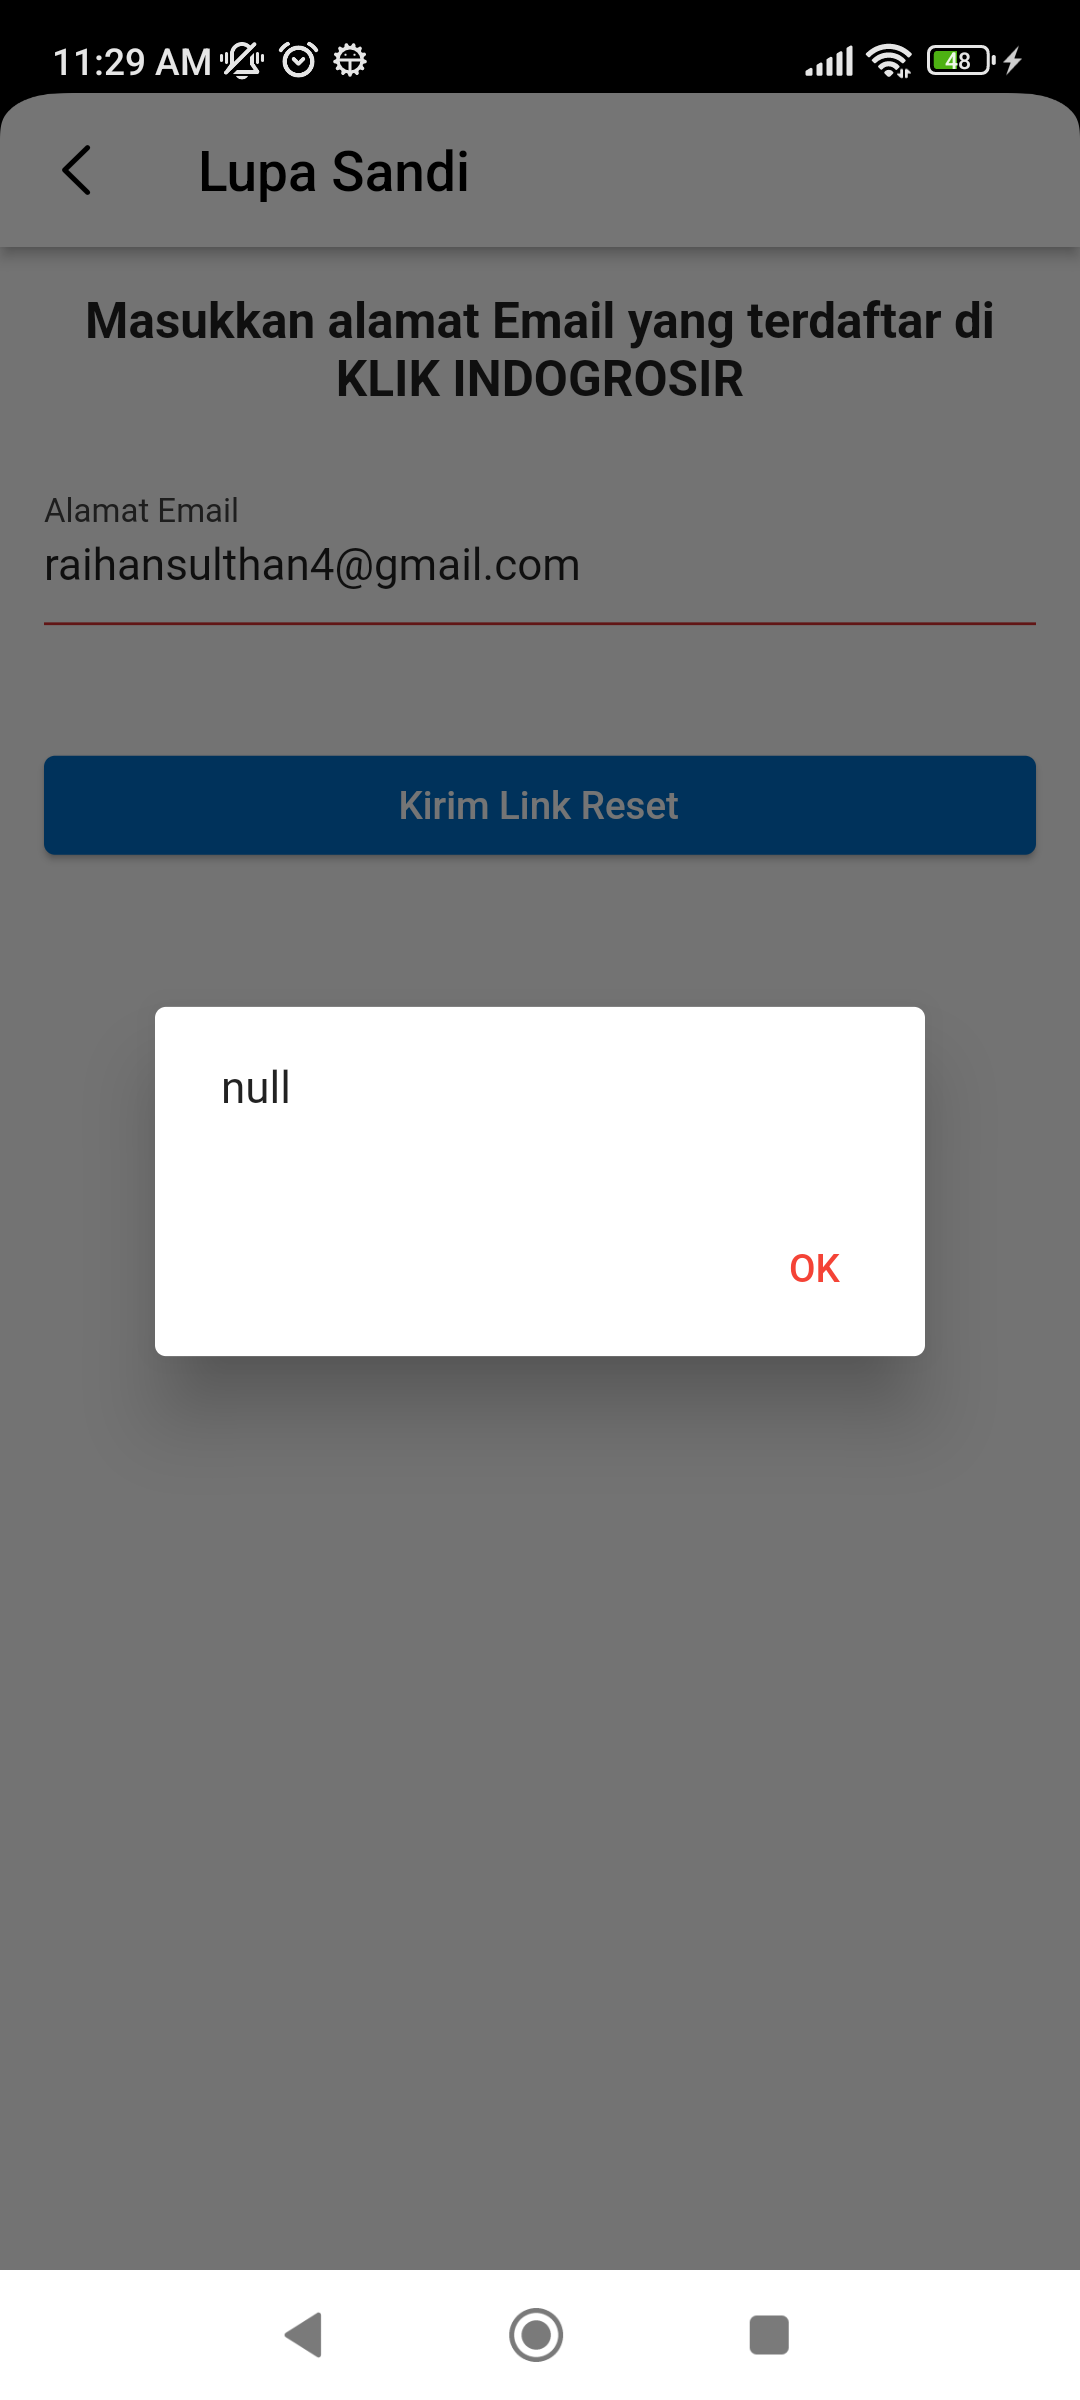 11:29 AM
48
Lupa Sandi
Masukkan alamat Email yang terdaftar di
KLIK INDOGROSIR
Alamat Email
raihansulthan4@gmail.com
Kirim Link Reset
null
OK